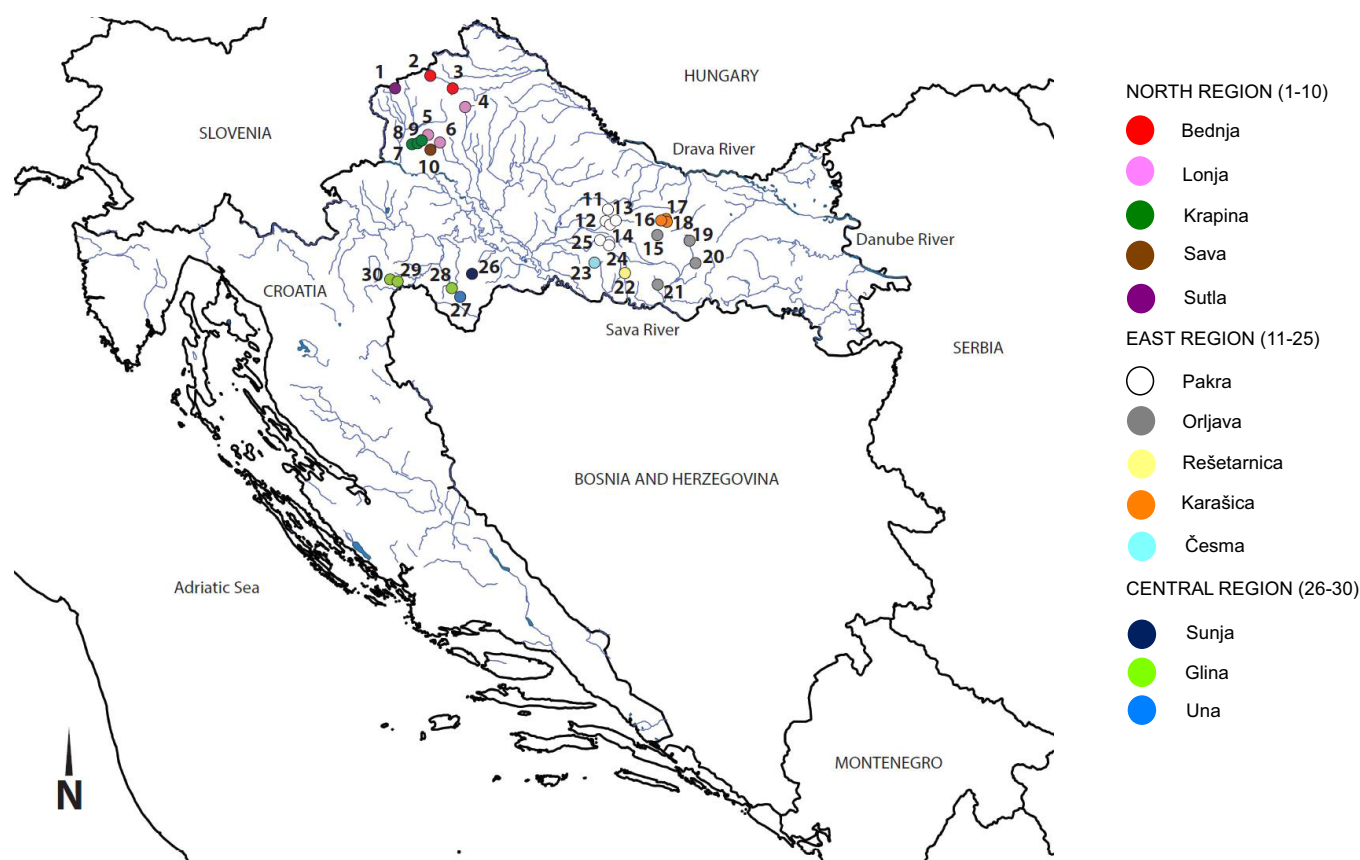 HUNGARY
SLOVENIA
Drava River
Danube River
CROATIA
Sava River
SERBIA
BOSNIA AND HERZEGOVINA
Adriatic Sea
MONTENEGRO
N
1
2
3
4
5
6
7
8
9
10
11
12
13
14
15
16
17
18
19
20
21
22
23
24
25
26
27
28
29
30
NORTH REGION (1-10)
Bednja
Lonja
Krapina
Sava
Sutla
EAST REGION (11-25)
Pakra
Orljava
Rešetarnica
Karašica
Česma
CENTRAL REGION (26-30)
Sunja
Glina
Una